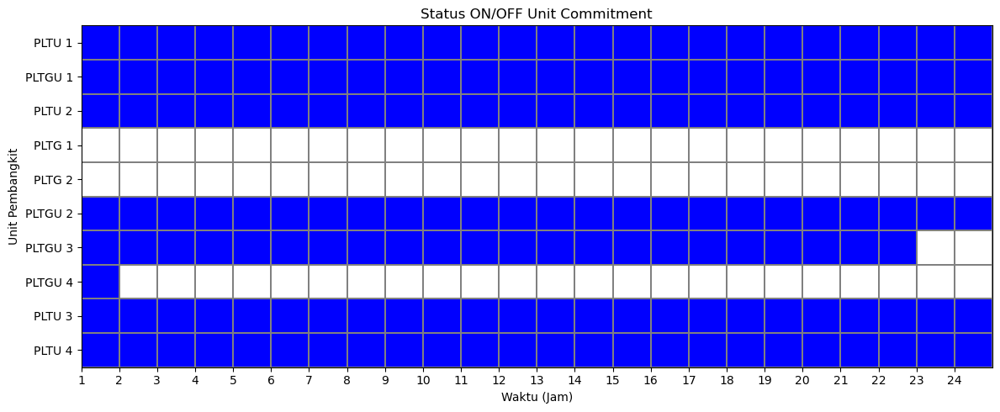 Status ON/OFF Unit Commitment
PLTU 1
PLTGU 1
PLTU 2
PLTG 1
PLTG 2
PLTGU 2
PLTGU 3
PLTGU 4
PLTU 3
PLTU 4
Unit Pembangkit
1 2 3 4 5 6 7 8 9 10 11 12 13 14 15 16 17 18 19 20 21 22 23 24
Waktu (Jam)